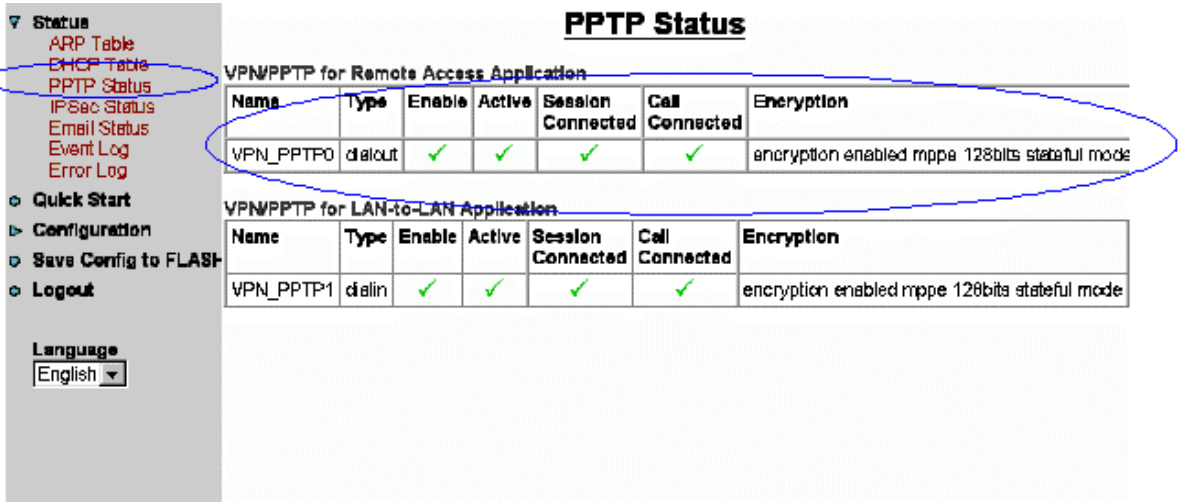 Status
ARP Table
DHCP Table
PPTP Status
IPSec Status
Email Status
Event Log
Error Log
Quick Start
Configuration
Save Config to FLASH
Logout
Language
English
PPTP Status
VPN/PPTP for Remote Access Application
Name Type Enable Active Session Connected Call Connected Encryption
VPN_PPTP0 dialout ✓ ✓ ✓ ✓ encryption enabled mppe 128bits stateful mode
VPN/PPTP for LAN-to-LAN Application
Name Type Enable Active Session Connected Call Connected Encryption
VPN_PPTP1 dialin ✓ ✓ ✓ ✓ encryption enabled mppe 128bits stateful mode